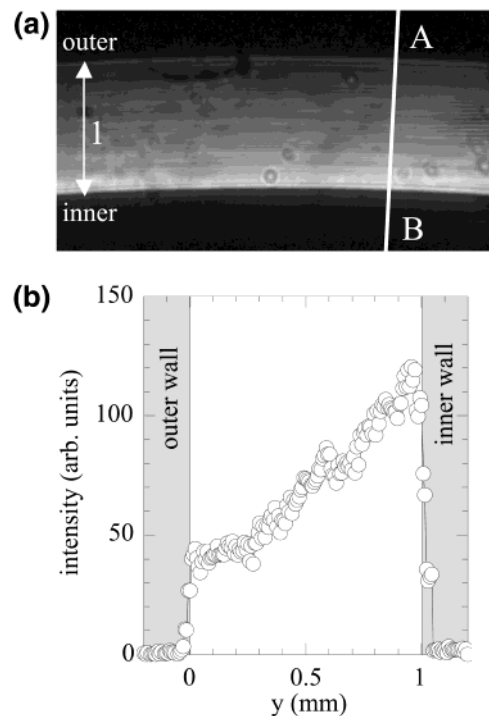 (a)
outer
A
1
inner
B
(b)
150
100
50
0
intensity (arb. units)
outer wall
inner wall
0
0.5
1
y (mm)